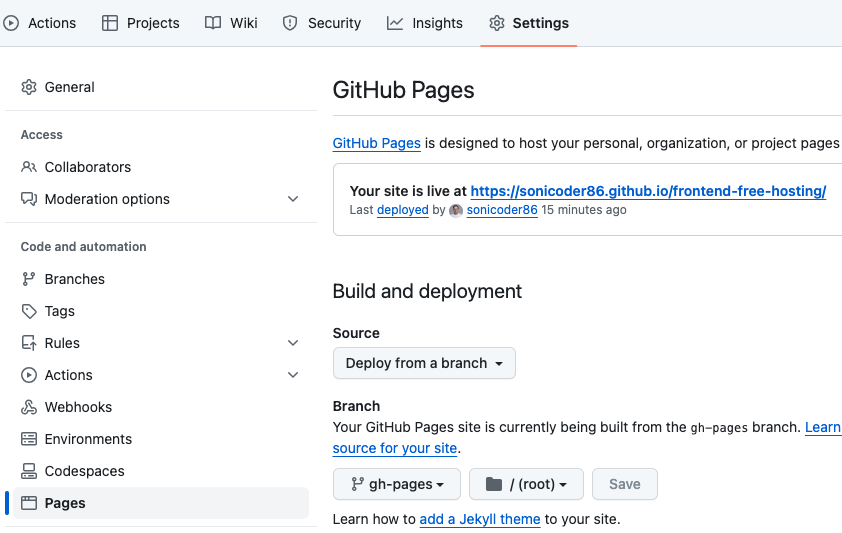 Actions Projects Wiki Security Insights Settings
General
Access
Collaborators
Moderation options
Code and automation
Branches
Tags
Rules
Actions
Webhooks
Environments
Codespaces
Pages
GitHub Pages
GitHub Pages is designed to host your personal, organization, or project pages
Your site is live at https://sonicoder86.github.io/frontend-free-hosting/
Last deployed by sonicoder86 15 minutes ago
Build and deployment
Source
Deploy from a branch
Branch
Your GitHub Pages site is currently being built from the gh-pages branch. Learn
source for your site.
gh-pages / (root) Save
Learn how to add a Jekyll theme to your site.